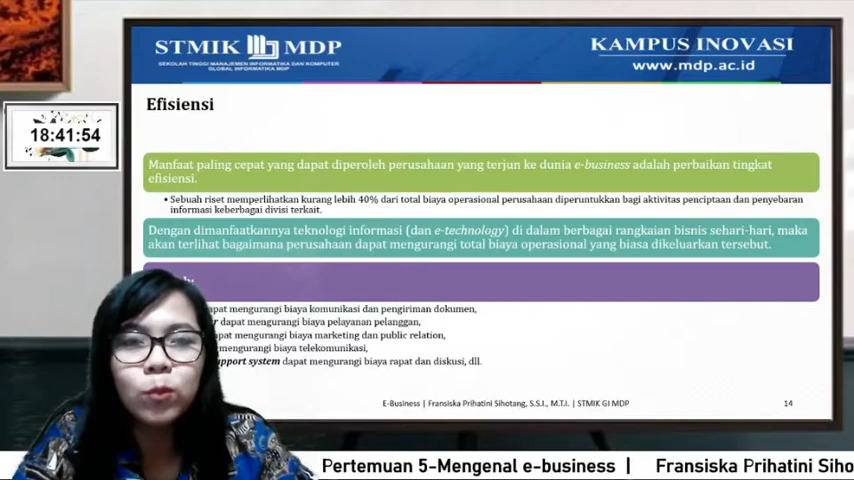 STMIK MDP
SEKOLAH TINGGI MANAJEMEN INFORMATIKA DAN KOMPUTER
GLOBAL INFORMATIKA MDP
KAMPUS INOVASI
www.mdp.ac.id
Efisiensi
18:41:54
Manfaat paling cepat yang dapat diperoleh perusahaan yang terjun ke dunia e-business adalah perbaikan tingkat
efisiensi.
• Sebuah riset memperlihatkan kurang lebih 40% dari total biaya operasional perusahaan diperuntukkan bagi aktivitas penciptaan dan penyebaran
informasi keberbagai divisi terkait.
Dengan dimanfaatkannya teknologi informasi (dan e-technology) di dalam berbagai rangkaian bisnis sehari-hari, maka
akan terlihat bagaimana perusahaan dapat mengurangi total biaya operasional yang biasa dikeluarkan tersebut.
apat mengurangi biaya komunikasi dan pengiriman dokumen,
dapat mengurangi biaya pelayanan pelanggan,
apat mengurangi biaya marketing dan public relation,
mengurangi biaya telekomunikasi,
upport system dapat mengurangi biaya rapat dan diskusi, dll.
E-Business | Fransiska Prihatini Sihotang, S.S.I., M.T.I. | STMIK GI MDP
14
Pertemuan 5-Mengenal e-business | Fransiska Prihatini Siho